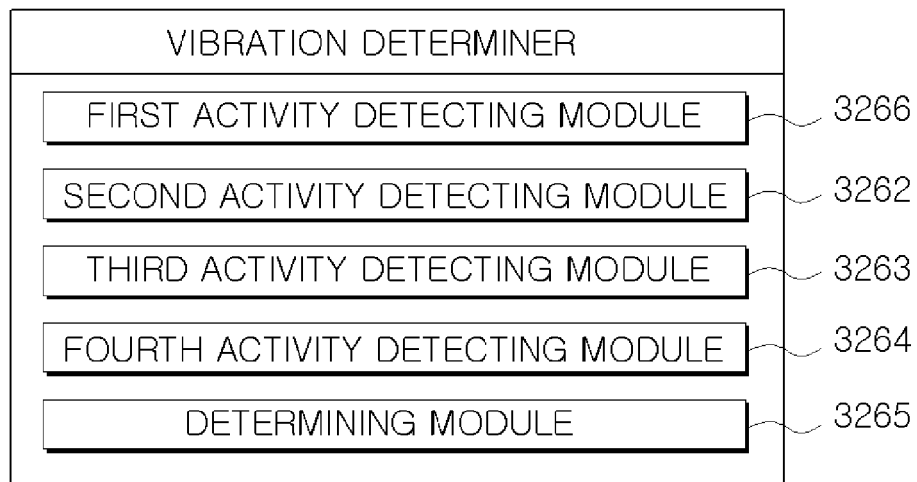 VIBRATION DETERMINER
FIRST ACTIVITY DETECTING MODULE 3266
SECOND ACTIVITY DETECTING MODULE 3262
THIRD ACTIVITY DETECTING MODULE 3263
FOURTH ACTIVITY DETECTING MODULE 3264
DETERMINING MODULE 3265